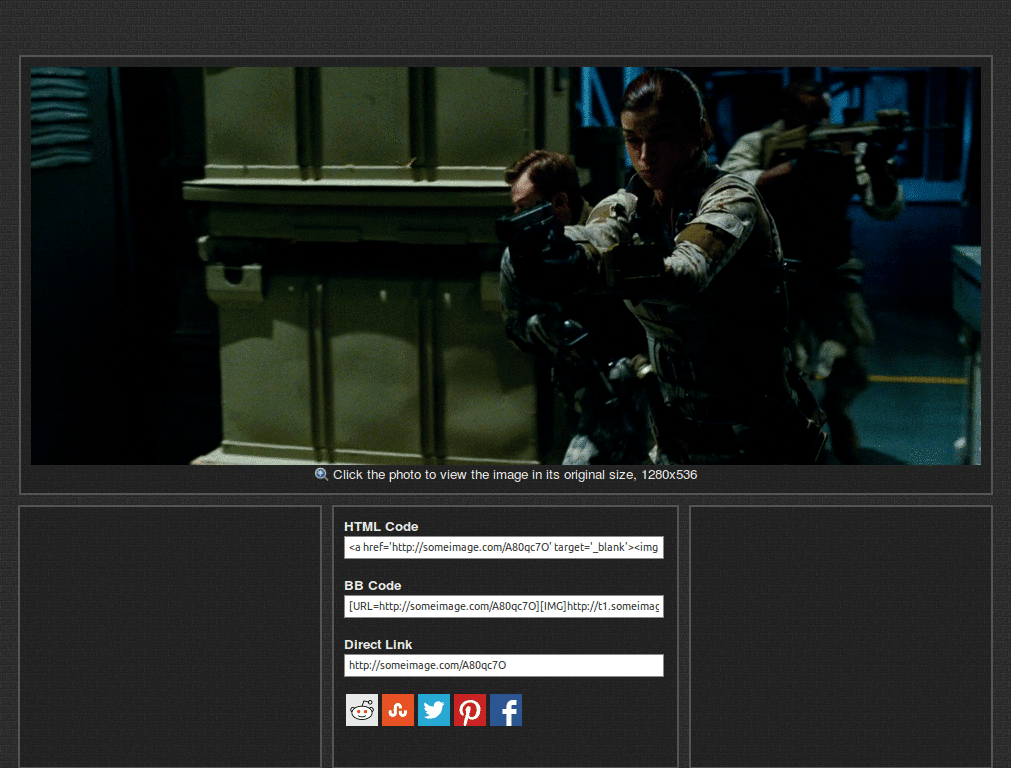 Click the photo to view the image in its original size, 1280x536
HTML Code
<a href='http://someimage.com/A80qc7O' target='_blank'><img
BB Code
[URL=http://someimage.com/A80qc7O][IMG]http://t1.someimag
Direct Link
http://someimage.com/A80qc7O